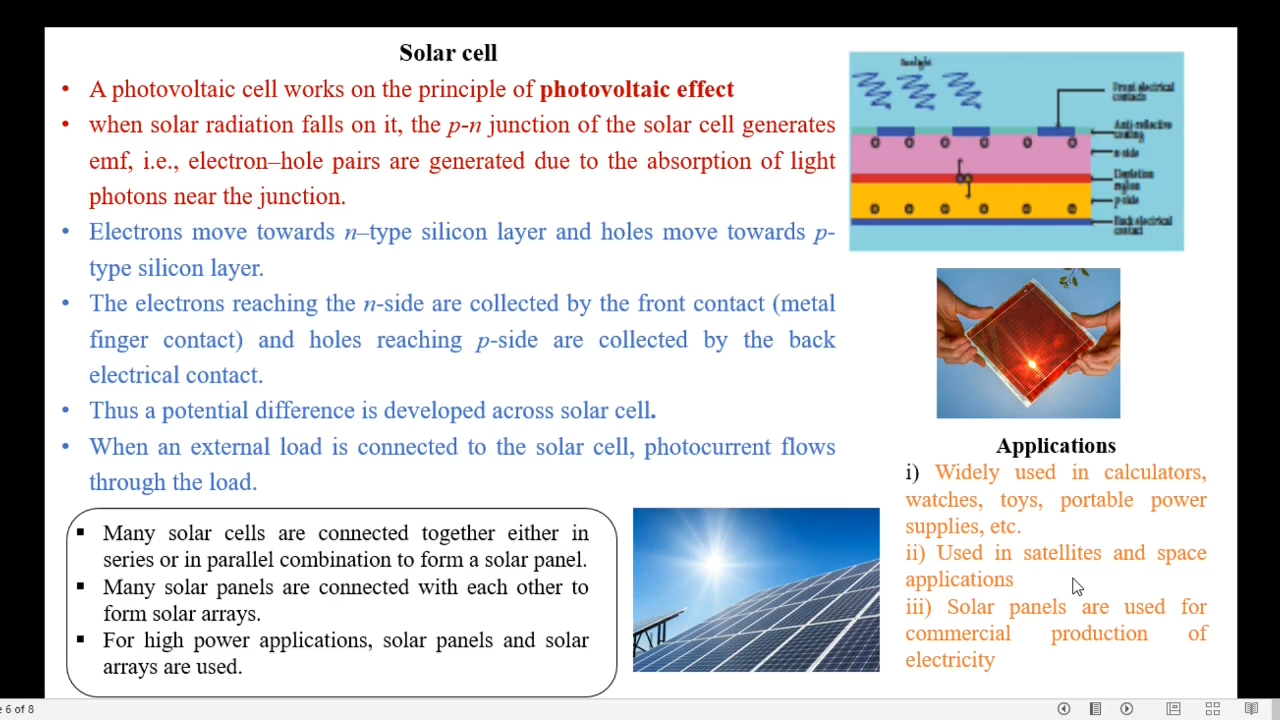 Solar cell
• A photovoltaic cell works on the principle of photovoltaic effect
• when solar radiation falls on it, the p-n junction of the solar cell generates
emf, i.e., electron–hole pairs are generated due to the absorption of light
photons near the junction.
• Electrons move towards n–type silicon layer and holes move towards p-
type silicon layer.
• The electrons reaching the n-side are collected by the front contact (metal
finger contact) and holes reaching p-side are collected by the back
electrical contact.
• Thus a potential difference is developed across solar cell.
• When an external load is connected to the solar cell, photocurrent flows
through the load.
▪ Many solar cells are connected together either in
series or in parallel combination to form a solar panel.
▪ Many solar panels are connected with each other to
form solar arrays.
▪ For high power applications, solar panels and solar
arrays are used.
Sunlight
Front electrical
contacts
Anti-reflective
coating
n-side
Depletion
region
p-side
Back electrical
contact
Applications
i) Widely used in calculators,
watches, toys, portable power
supplies, etc.
ii) Used in satellites and space
applications
iii) Solar panels are used for
commercial production of
electricity
6 of 8